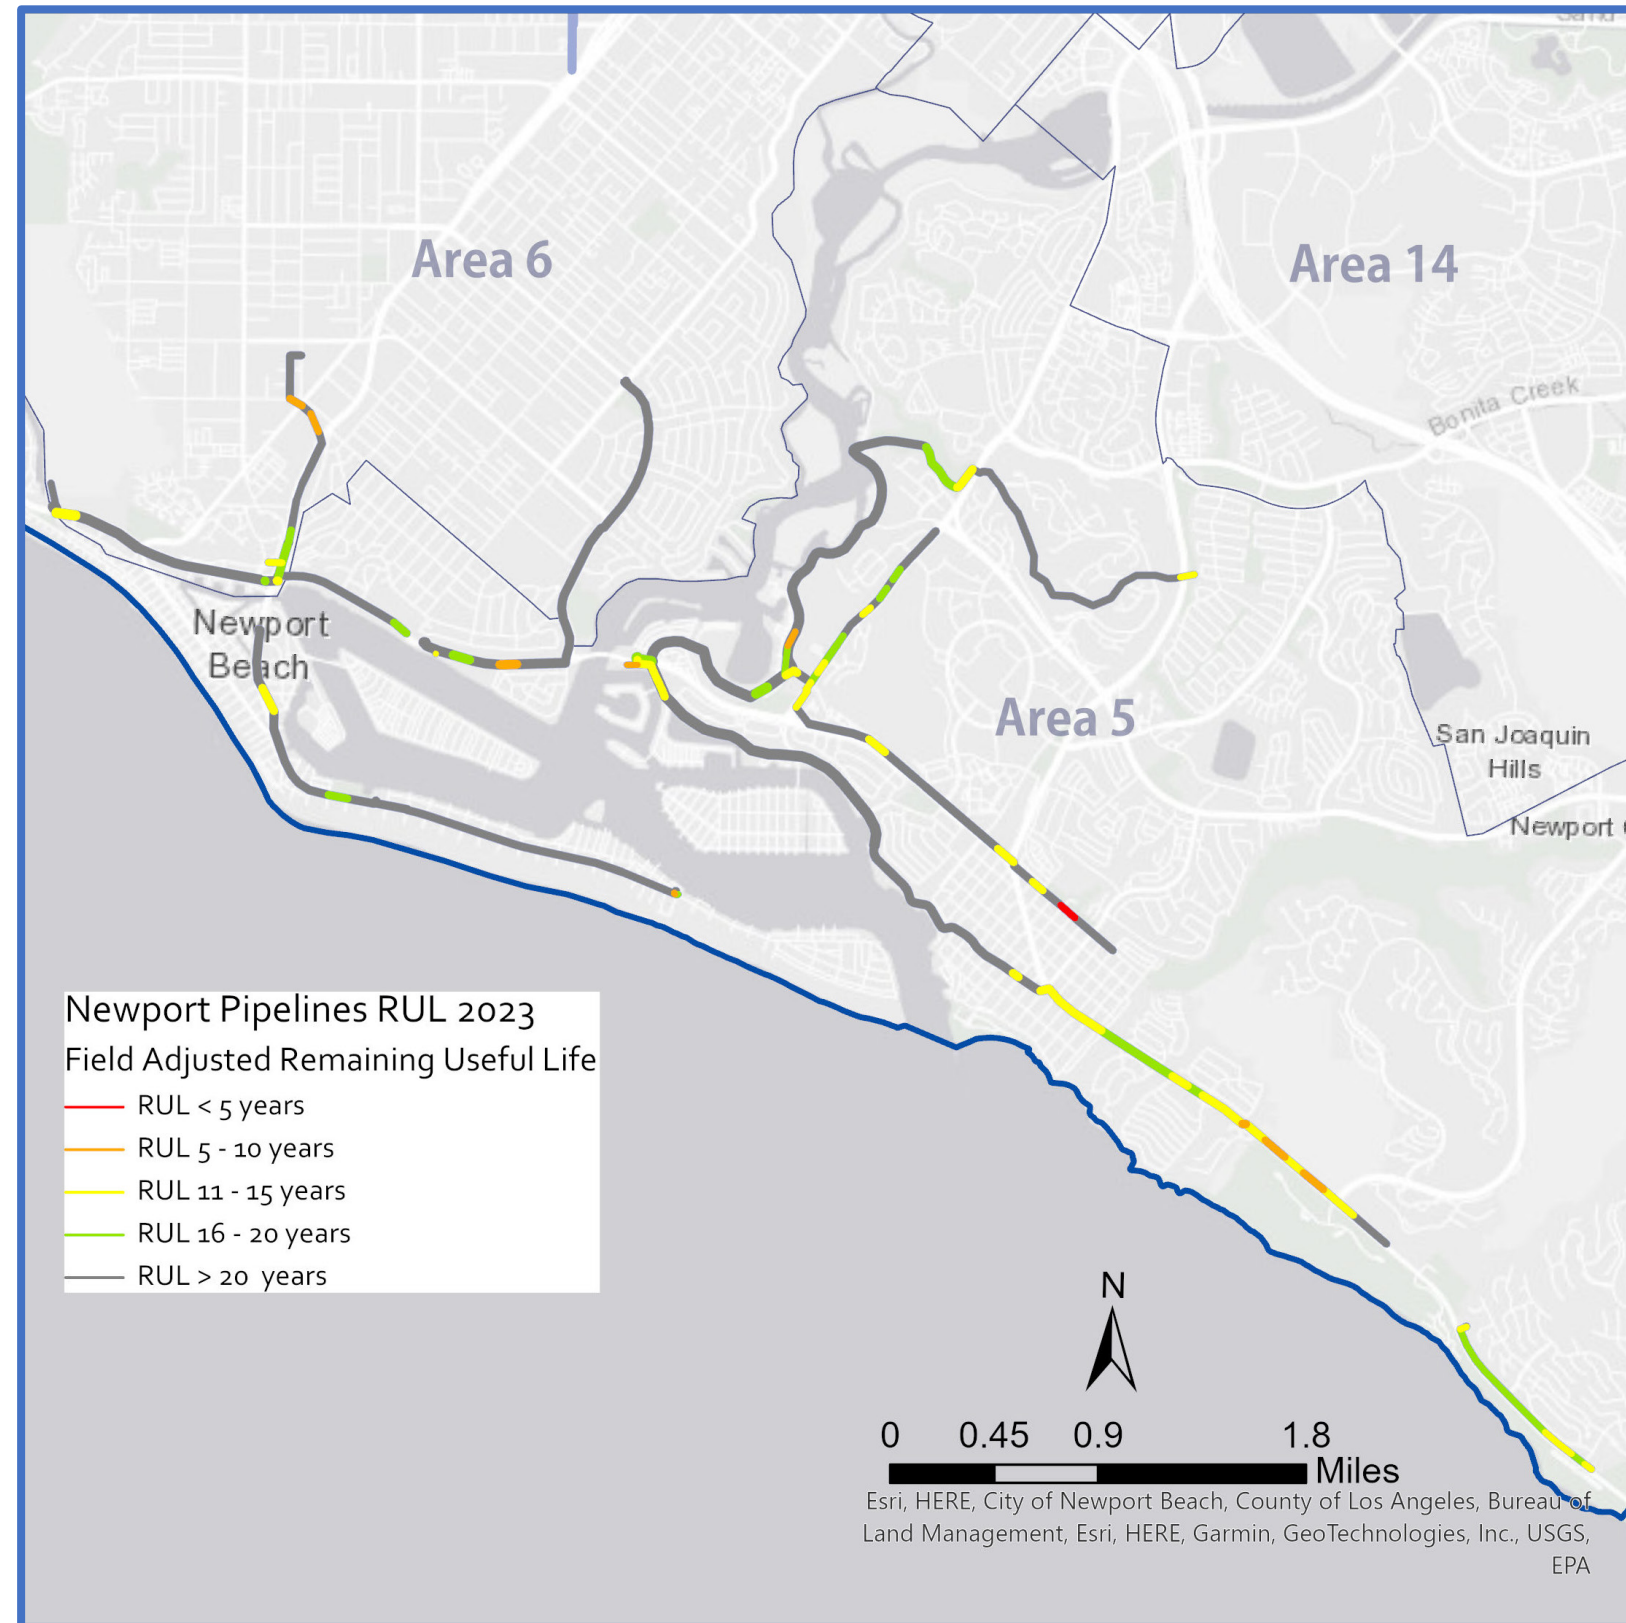 Area 6
Area 14
Bonita Creek
Newport
Beach
Area 5
San Joaquin
Hills
Newport
Newport Pipelines RUL 2023
Field Adjusted Remaining Useful Life
RUL < 5 years
RUL 5 - 10 years
RUL 11 - 15 years
RUL 16 - 20 years
RUL > 20 years
N
0 0.45 0.9 1.8
Miles
Esri, HERE, City of Newport Beach, County of Los Angeles, Bureau of
Land Management, Esri, HERE, Garmin, GeoTechnologies, Inc., USGS,
EPA